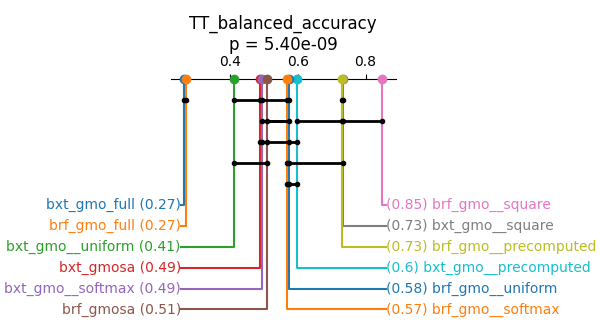 TT_balanced_accuracy
p = 5.40e-09
0.4 0.6 0.8
bxt_gmo_full (0.27)
brf_gmo_full (0.27)
bxt_gmo__uniform (0.41)
bxt_gmosa (0.49)
bxt_gmo__softmax (0.49)
brf_gmosa (0.51)
(0.85) brf_gmo__square
(0.73) bxt_gmo__square
(0.73) brf_gmo__precomputed
(0.6) bxt_gmo__precomputed
(0.58) brf_gmo__uniform
(0.57) brf_gmo__softmax